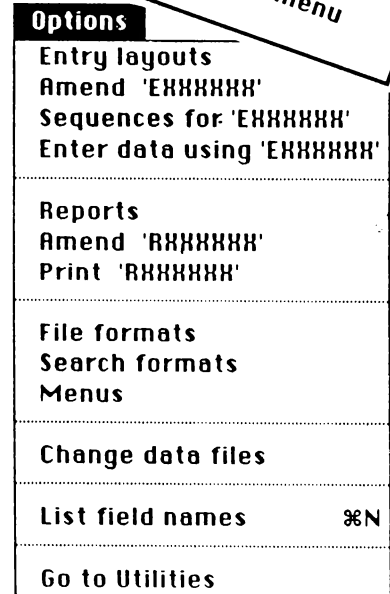 menu
Options
Entry layouts
Amend 'EXXXXXX'
Sequences for 'EXXXXXX'
Enter data using 'EXXXXXX'
Reports
Amend 'RXXXXXX'
Print 'RXXXXXX'
File formats
Search formats
Menus
Change data files
List field names ⌘N
Go to Utilities